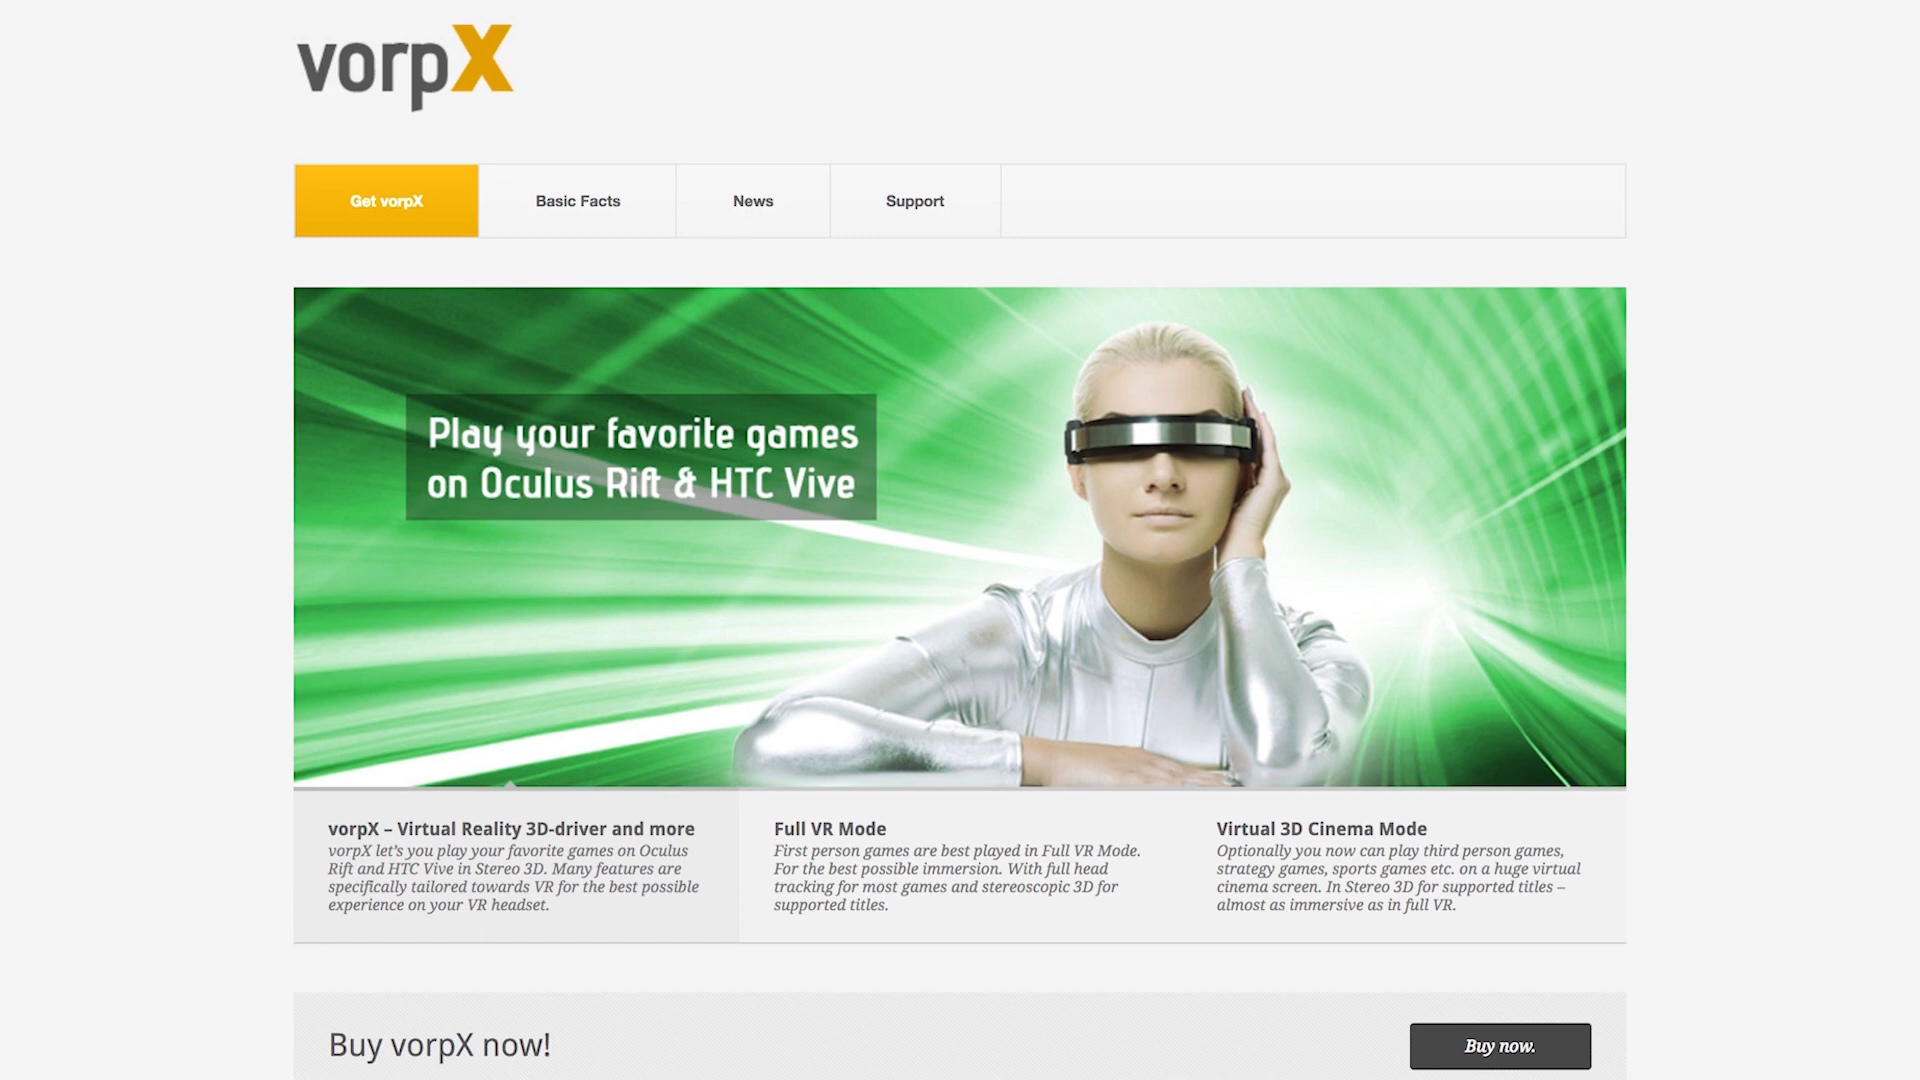 vorpX
Get vorpX
Basic Facts
News
Support
Play your favorite games
on Oculus Rift & HTC Vive
vorpX – Virtual Reality 3D-driver and more
vorpX let’s you play your favorite games on Oculus
Rift and HTC Vive in Stereo 3D. Many features are
specifically tailored towards VR for the best possible
experience on your VR headset.
Full VR Mode
First person games are best played in Full VR Mode.
For the best possible immersion. With full head
tracking for most games and stereoscopic 3D for
supported titles.
Virtual 3D Cinema Mode
Optionally you now can play third person games,
strategy games, sports games etc. on a huge virtual
cinema screen. In Stereo 3D for supported titles –
almost as immersive as in full VR.
Buy vorpX now!
Buy now.